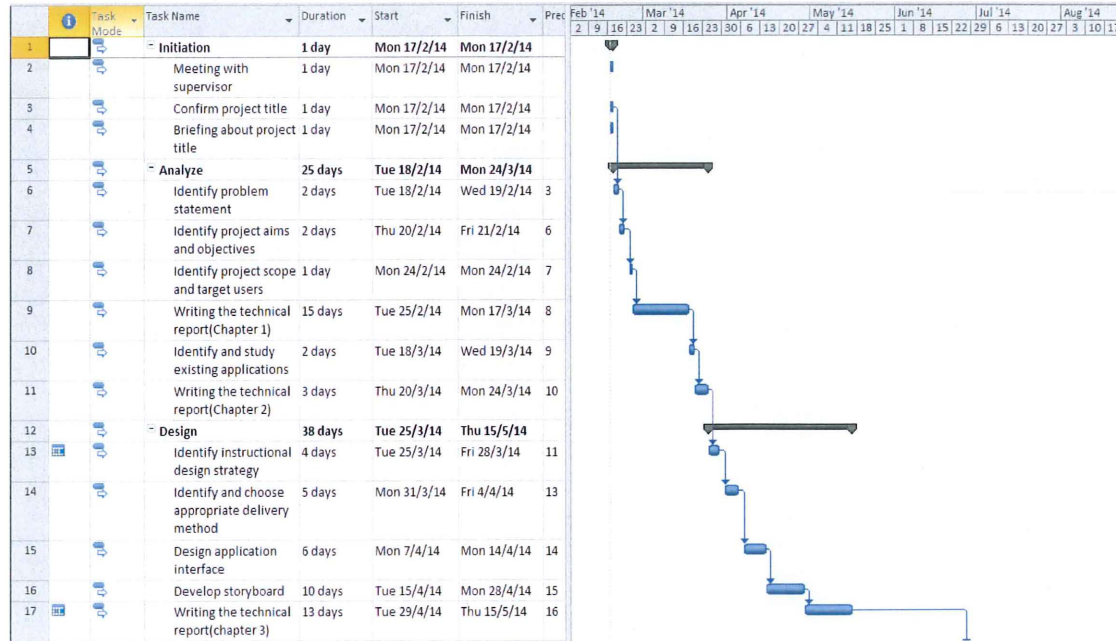 Task Mode Task Name Duration Start Finish Pred
Feb '14 Mar '14 Apr '14 May '14 Jun '14 Jul '14 Aug '14
2 9 16 23 2 9 16 23 30 6 13 20 27 4 11 18 25 1 8 15 22 29 6 13 20 27 3 10 17
1 Initiation 1 day Mon 17/2/14 Mon 17/2/14
2 Meeting with 1 day Mon 17/2/14 Mon 17/2/14
supervisor
3 Confirm project title 1 day Mon 17/2/14 Mon 17/2/14
4 Briefing about project 1 day Mon 17/2/14 Mon 17/2/14
title
5 Analyze 25 days Tue 18/2/14 Mon 24/3/14
6 Identify problem 2 days Tue 18/2/14 Wed 19/2/14 3
statement
7 Identify project aims 2 days Thu 20/2/14 Fri 21/2/14 6
and objectives
8 Identify project scope 1 day Mon 24/2/14 Mon 24/2/14 7
and target users
9 Writing the technical 15 days Tue 25/2/14 Mon 17/3/14 8
report(Chapter 1)
10 Identify and study 2 days Tue 18/3/14 Wed 19/3/14 9
existing applications
11 Writing the technical 3 days Thu 20/3/14 Mon 24/3/14 10
report(Chapter 2)
12 Design 38 days Tue 25/3/14 Thu 15/5/14
13 Identify instructional 4 days Tue 25/3/14 Fri 28/3/14 11
design strategy
14 Identify and choose 5 days Mon 31/3/14 Fri 4/4/14 13
appropriate delivery
method
15 Design application 6 days Mon 7/4/14 Mon 14/4/14 14
interface
16 Develop storyboard 10 days Tue 15/4/14 Mon 28/4/14 15
17 Writing the technical 13 days Tue 29/4/14 Thu 15/5/14 16
report(chapter 3)